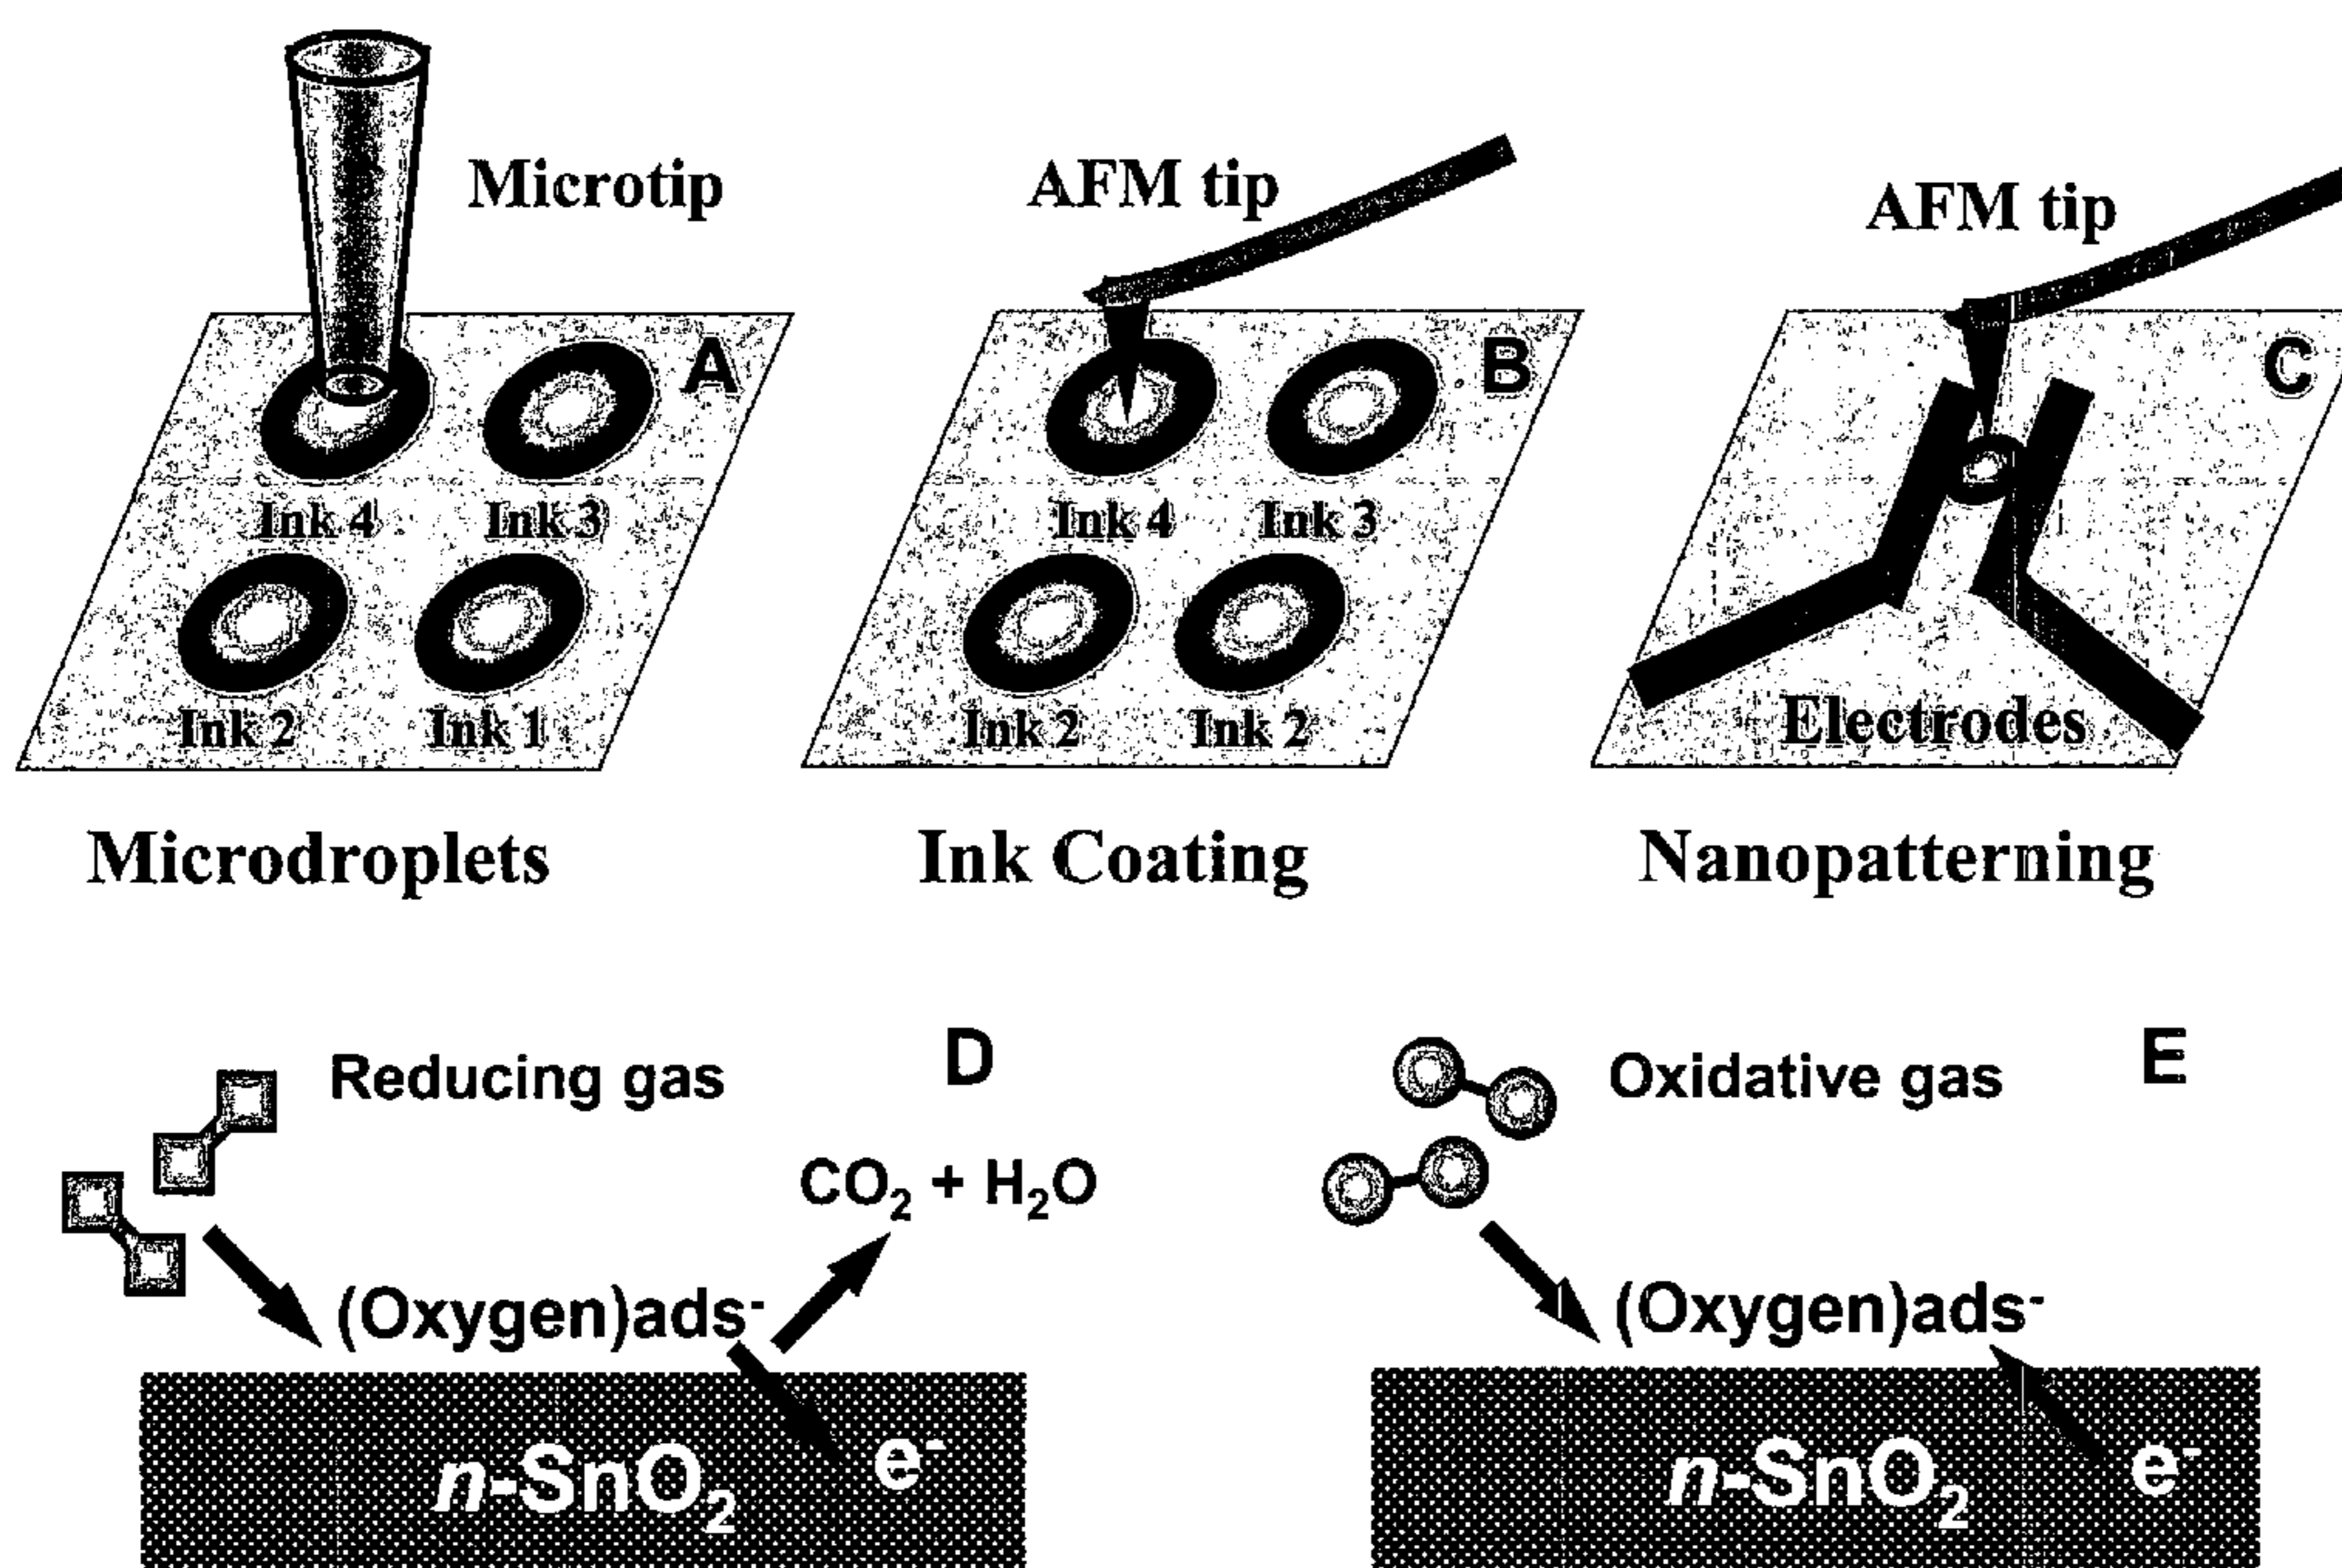 Microtip
AFM tip
AFM tip
A
B
C
Ink 4
Ink 3
Ink 4
Ink 3
Ink 2
Ink 1
Ink 2
Ink 2
Electrodes
Microdroplets
Ink Coating
Nanopatterning
D
Reducing gas
CO₂ + H₂O
(Oxygen)ads⁻
n-SnO₂
e⁻
E
Oxidative gas
(Oxygen)ads⁻
n-SnO₂
e⁻